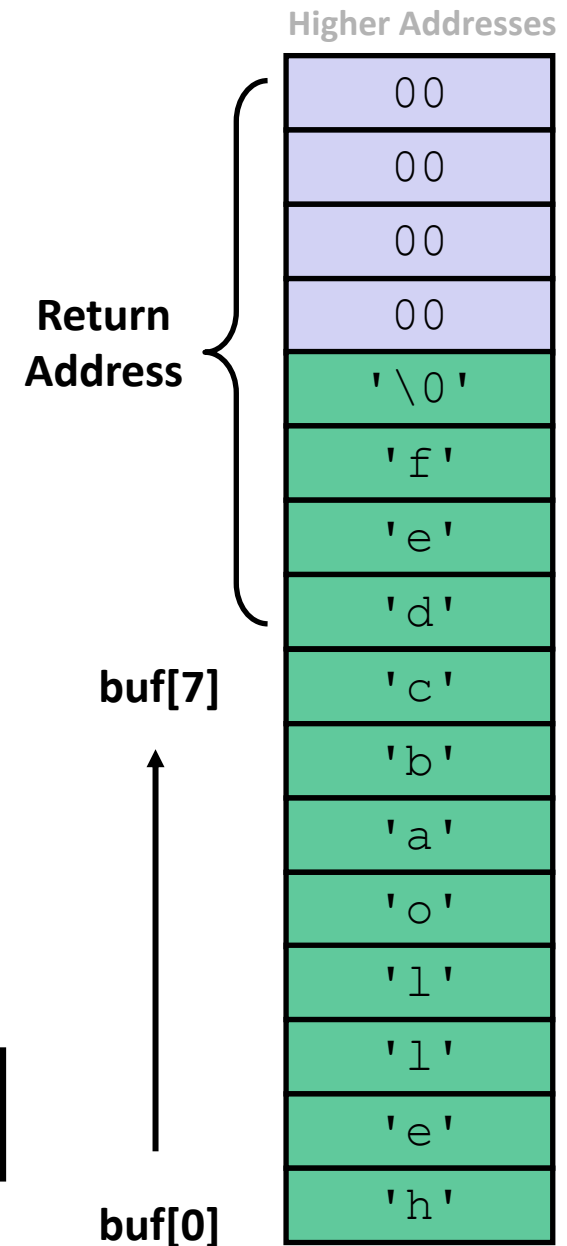 Higher Addresses
00
00
00
00
Return
Address
'\0'
'f'
'e'
'd'
buf[7]
'c'
'b'
'a'
'o'
'l'
'l'
'e'
buf[0]
'h'